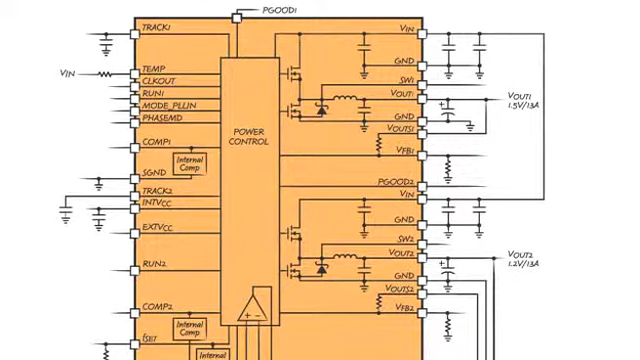 PGOOD1
TRACK1
VIN
TEMP
CLKOUT
RUN1
MODE_PLLIN
PHASEMD
COMP1
Internal
Comp
SGND
TRACK2
INTVCC
EXTVCC
RUN2
COMP2
Internal
Comp
fSET
Internal
POWER
CONTROL
+ −
VIN
GND
SW1
VOUT1
GND
VOUTS1
VFB1
PGOOD2
VIN
GND
SW2
VOUT2
GND
VOUTS2
VFB2
+
VOUT1
1.5V/13A
+
VOUT2
1.2V/13A